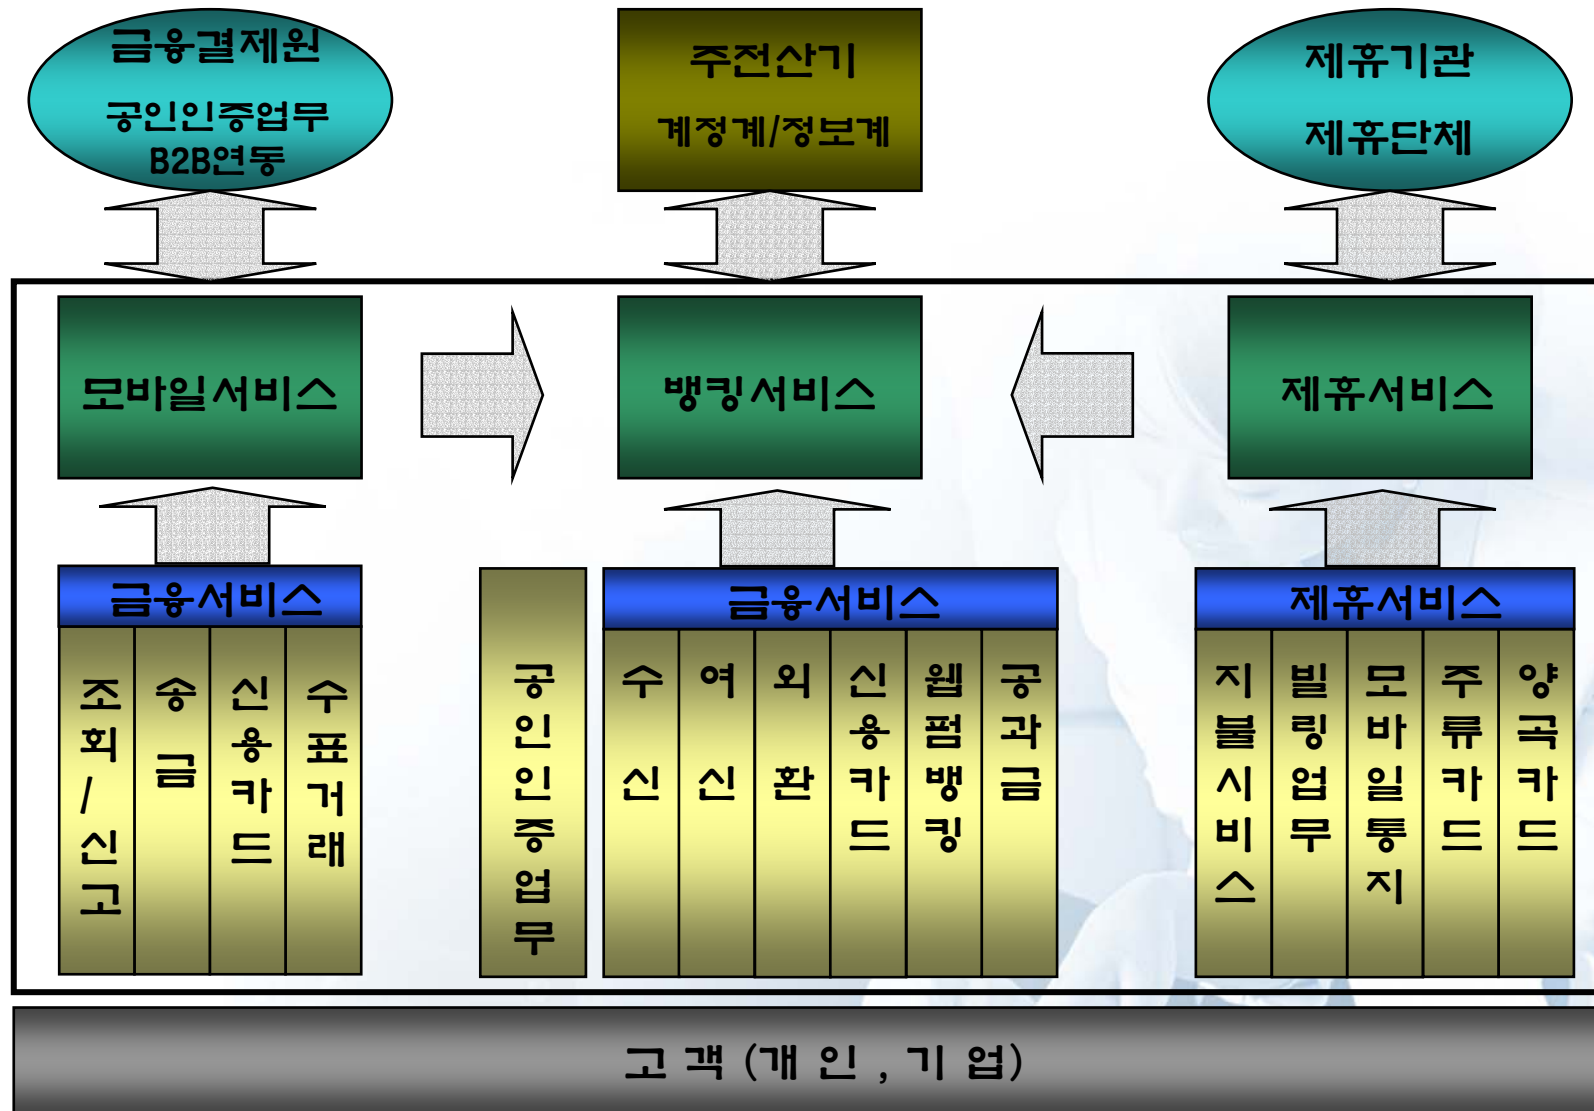 금융결제원
공인인증업무
B2B연동
주전산기
계정계/정보계
제휴기관
제휴단체
모바일서비스
뱅킹서비스
제휴서비스
금융서비스
조회/신고
송금
신용카드
수표거래
공인인증업무
금융서비스
수신
여신
외환
신용카드
웹펌뱅킹
공과금
제휴서비스
지불시비스
빌링업무
모바일통지
주류카드
양곡카드
고 객 (개 인 , 기 업)